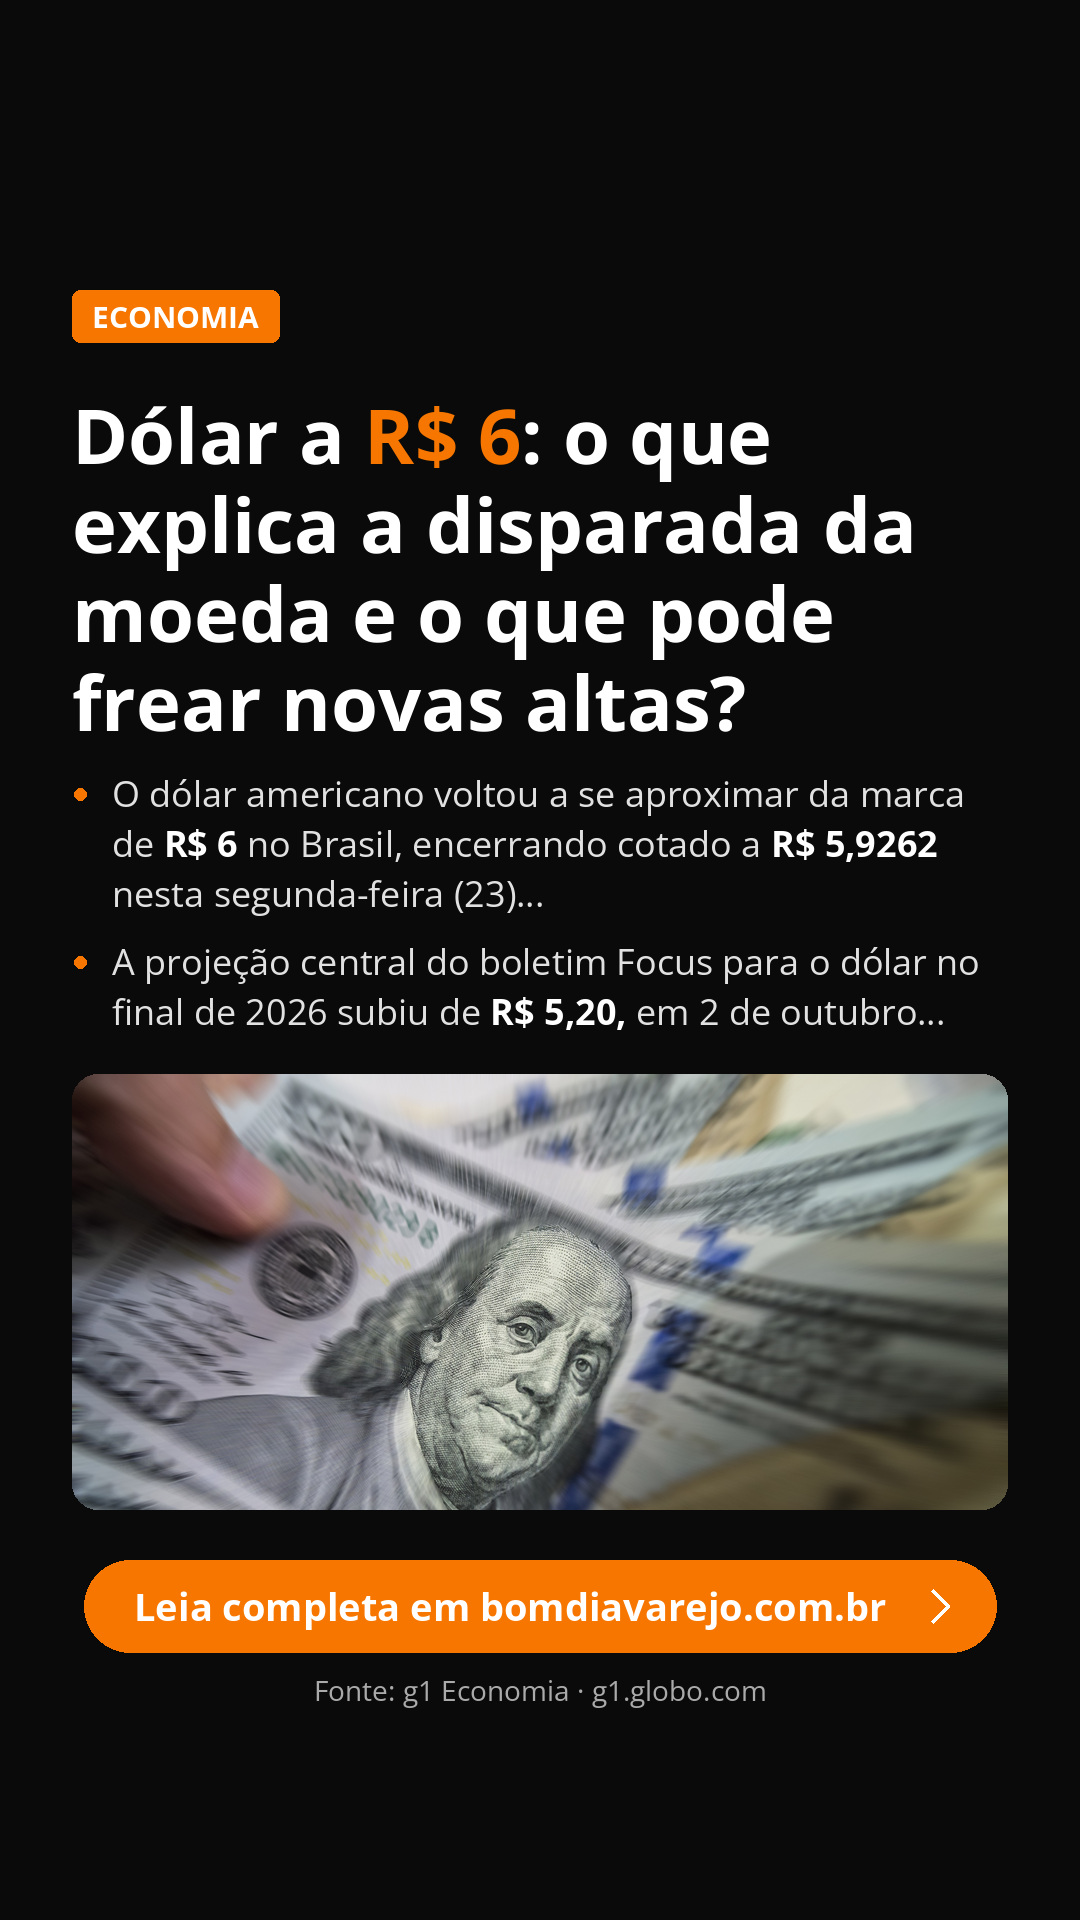 ECONOMIA
Dólar a R$ 6: o que
explica a disparada da
moeda e o que pode
frear novas altas?
• O dólar americano voltou a se aproximar da marca
de R$ 6 no Brasil, encerrando cotado a R$ 5,9262
nesta segunda-feira (23)...
• A projeção central do boletim Focus para o dólar no
final de 2026 subiu de R$ 5,20, em 2 de outubro...
Leia completa em bomdiavarejo.com.br
Fonte: g1 Economia · g1.globo.com